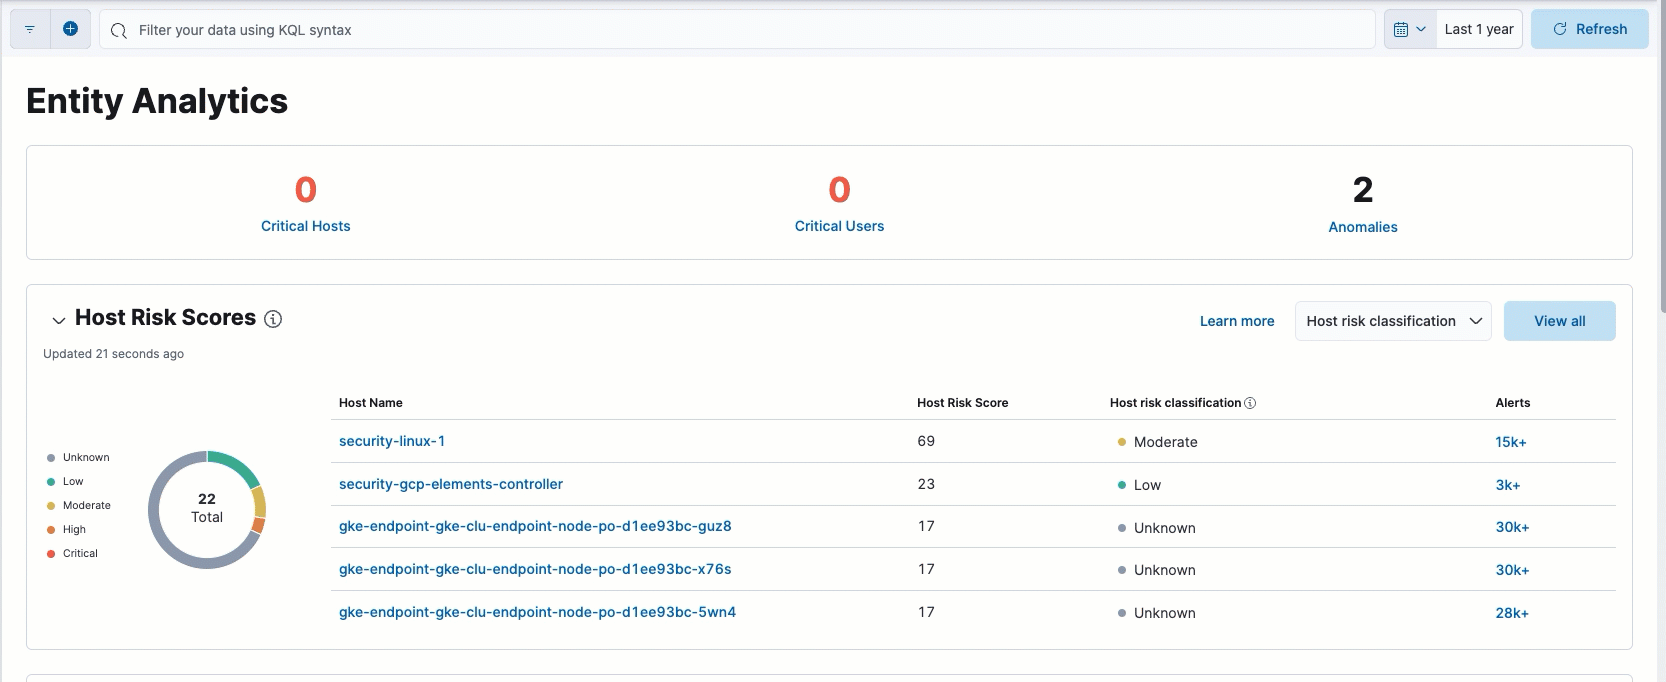 Filter your data using KQL syntax
Last 1 year
Refresh
Entity Analytics
0
Critical Hosts
0
Critical Users
2
Anomalies
Host Risk Scores
Learn more
Host risk classification
View all
Updated 21 seconds ago
Unknown
Low
Moderate
High
Critical
22
Total
Host Name Host Risk Score Host risk classification Alerts
security-linux-1 69 Moderate 15k+
security-gcp-elements-controller 23 Low 3k+
gke-endpoint-gke-clu-endpoint-node-po-d1ee93bc-guz8 17 Unknown 30k+
gke-endpoint-gke-clu-endpoint-node-po-d1ee93bc-x76s 17 Unknown 30k+
gke-endpoint-gke-clu-endpoint-node-po-d1ee93bc-5wn4 17 Unknown 28k+